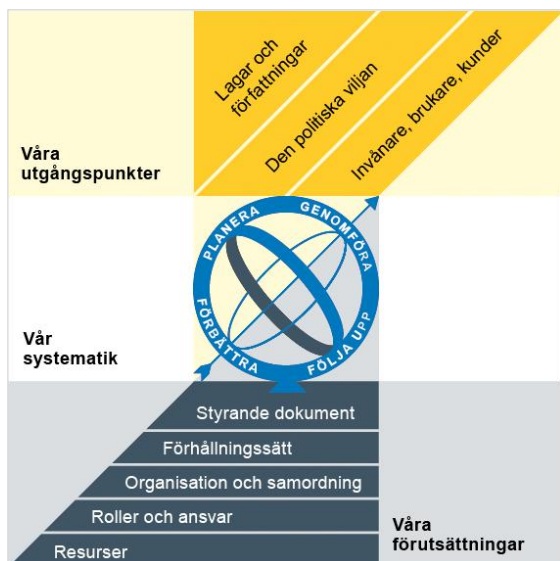 Lagar och
författningar
Den politiska viljan
Invånare, brukare, kunder
Våra
utgångspunkter
PLANERA
GENOMFÖRA
FÖRBÄTTRA
FÖLJA UPP
Vår
systematik
Styrande dokument
Förhållningssätt
Organisation och samordning
Roller och ansvar
Resurser
Våra
förutsättningar